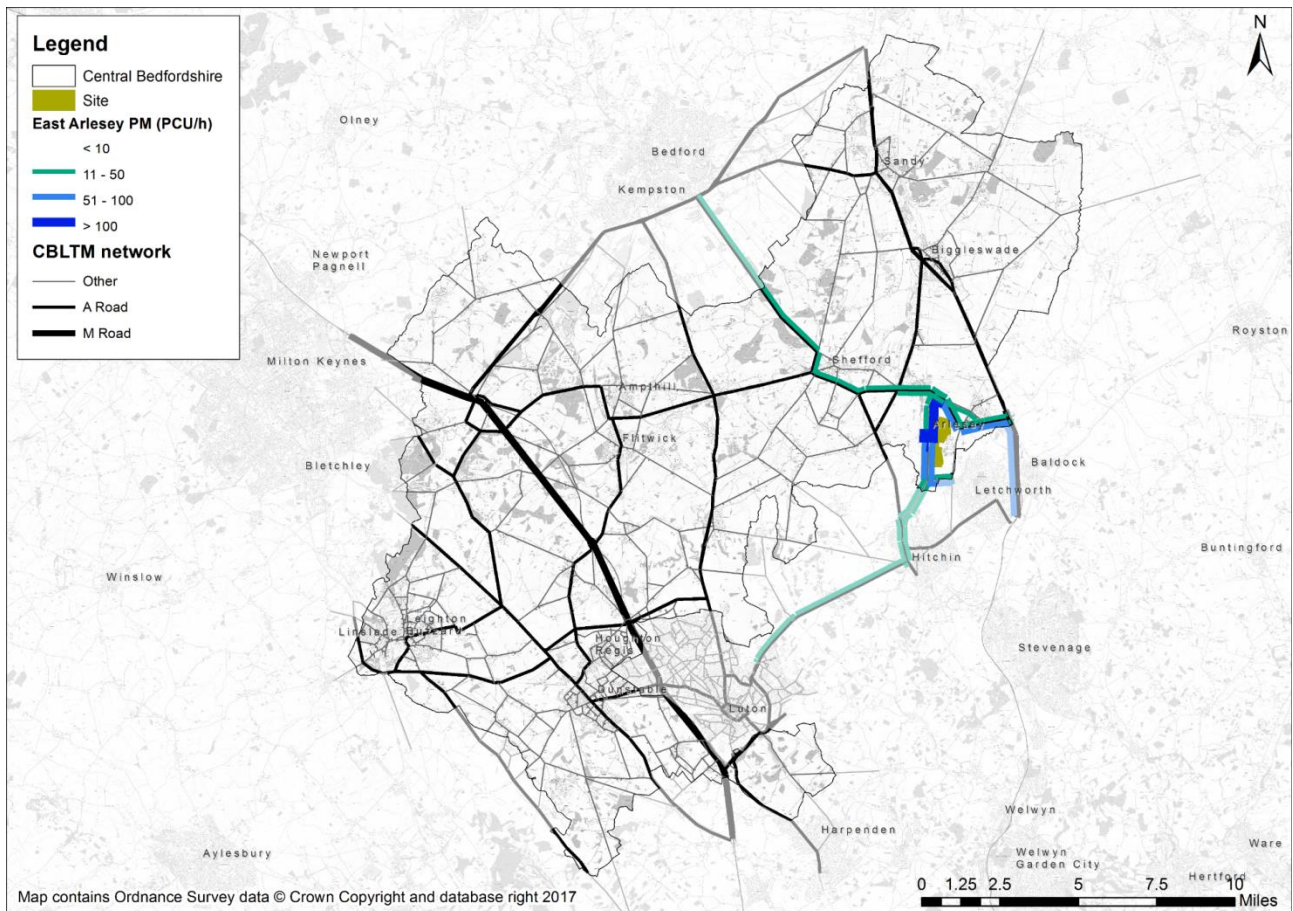 Legend
Central Bedfordshire
Site
East Arlesey PM (PCU/h)
< 10
11 - 50
51 - 100
> 100
CBLTM network
Other
A Road
M Road
N
Olney
Bedford
Kempston
Sandy
Newport
Pagnell
Biggleswade
Royston
Milton Keynes
Shefford
Ampthill
Arlesey
Flitwick
Bletchley
Baldock
Letchworth
Buntingford
Hitchin
Winslow
Leighton
Linslade Buzzard
Houghton
Regis
Stevenage
Dunstable
Luton
Welwyn
Harpenden
Ware
Welwyn
Garden City
Aylesbury
Hertford
Map contains Ordnance Survey data © Crown Copyright and database right 2017
0 1.25 2.5 5 7.5 10
Miles